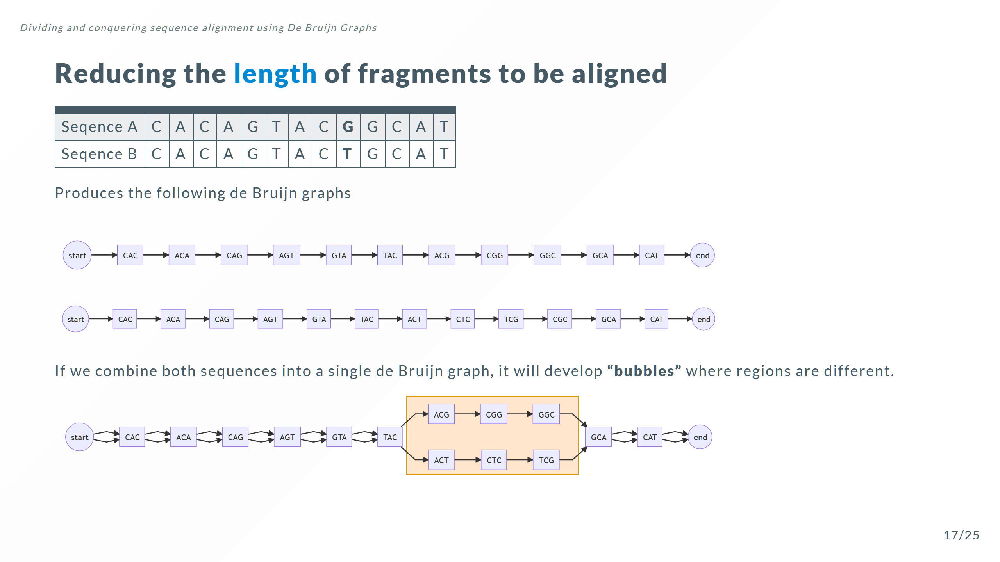 Dividing and conquering sequence alignment using De Bruijn Graphs
Reducing the length of fragments to be aligned
Seqence A C A C A G T A C G G C A T
Seqence B C A C A G T A C T G C A T
Produces the following de Bruijn graphs
start CAC ACA CAG AGT GTA TAC ACG CGG GGC GCA CAT end
start CAC ACA CAG AGT GTA TAC ACT CTC TCG CGC GCA CAT end
If we combine both sequences into a single de Bruijn graph, it will develop “bubbles” where regions are different.
ACG CGG GGC
start CAC ACA CAG AGT GTA TAC GCA CAT end
ACT CTC TCG
17/25